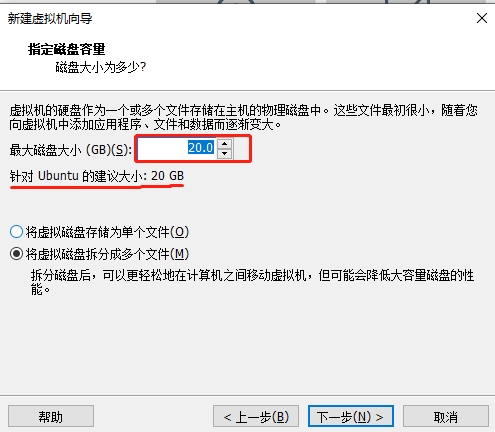 新建虚拟机向导
指定磁盘容量
磁盘大小为多少?
虚拟机的硬盘作为一个或多个文件存储在主机的物理磁盘中。这些文件最初很小，随着您
向虚拟机中添加应用程序、文件和数据而逐渐变大。
最大磁盘大小 (GB)(S): 20.0
针对 Ubuntu 的建议大小: 20 GB
将虚拟磁盘存储为单个文件(O)
将虚拟磁盘拆分成多个文件(M)
拆分磁盘后，可以更轻松地在计算机之间移动虚拟机，但可能会降低大容量磁盘的性
能。
帮助 < 上一步(B) 下一步(N) > 取消